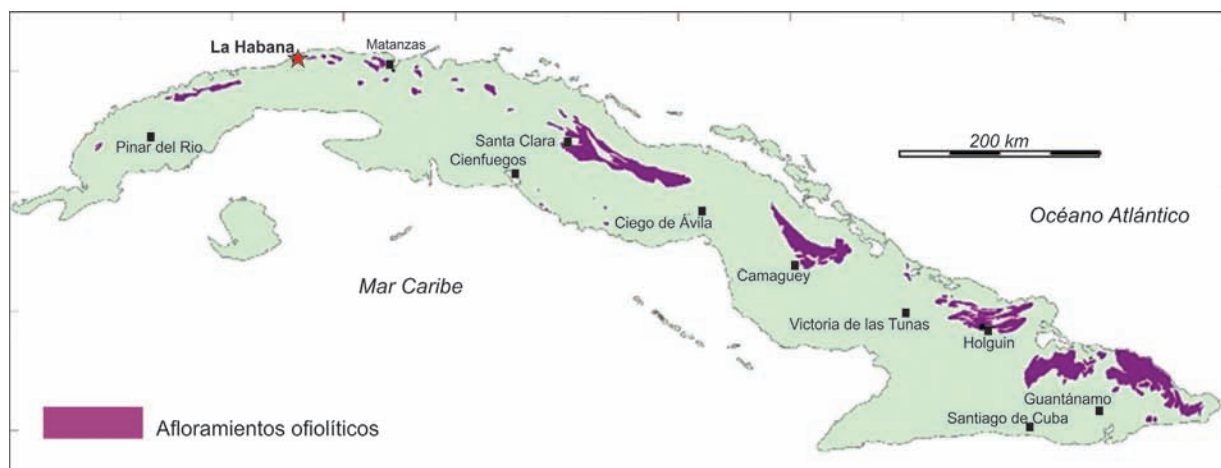 La Habana
Matanzas
Pinar del Rio
Santa Clara
Cienfuegos
200 km
Ciego de Ávila
Océano Atlántico
Camaguey
Mar Caribe
Victoria de las Tunas
Holguin
Guantánamo
Santiago de Cuba
Afloramientos ofiolíticos